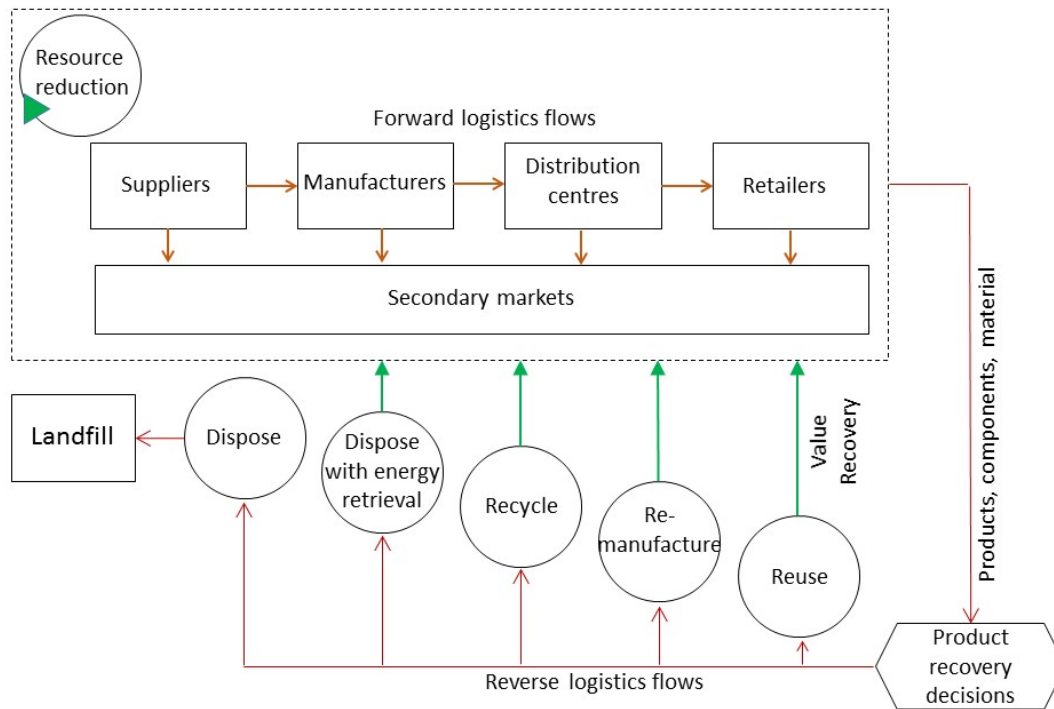 Resource
reduction
Forward logistics flows
Suppliers
Manufacturers
Distribution
centres
Retailers
Secondary markets
Products, components, material
Landfill
Dispose
Dispose
with energy
retrieval
Recycle
Re-
manufacture
Reuse
Value
Recovery
Product
recovery
decisions
Reverse logistics flows